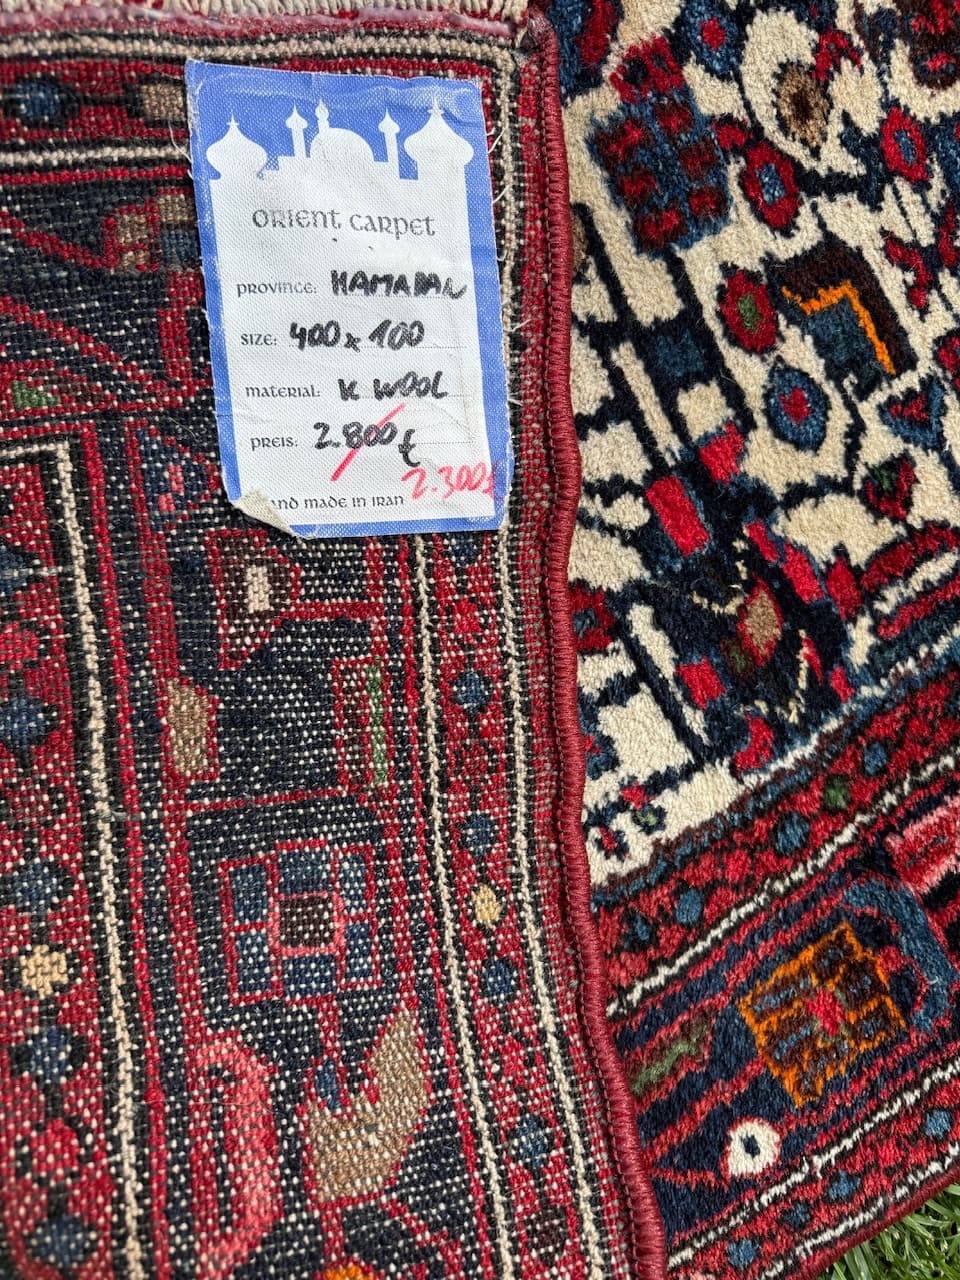 ORIENT CARPET
PROVINCE: HAMADAN
SIZE: 400 x 100
MATERIAL: K WOOL
PREIS: 2.800 €
2.300€
AND MADE IN IRAN